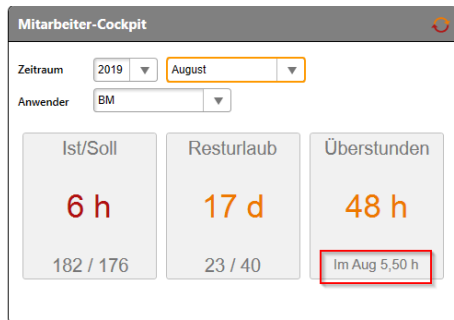 Mitarbeiter-Cockpit
Zeitraum 2019 August
Anwender BM
Ist/Soll Resturlaub Überstunden
6 h 17 d 48 h
182 / 176 23 / 40 Im Aug 5,50 h